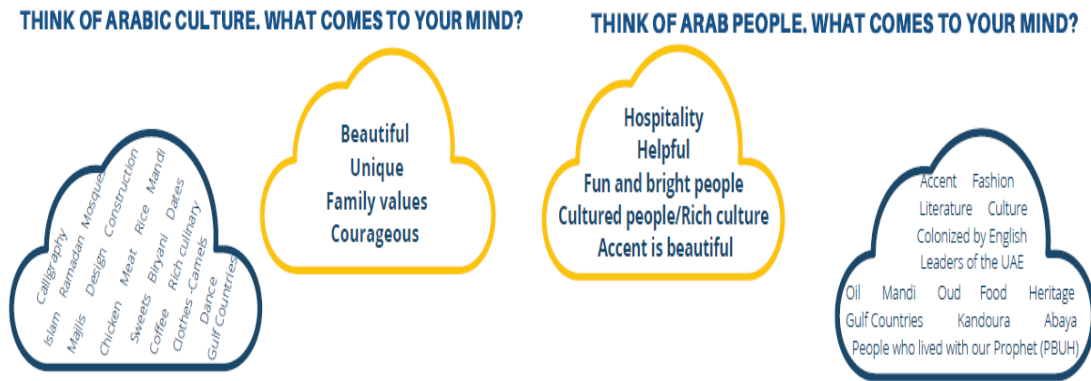 THINK OF ARABIC CULTURE. WHAT COMES TO YOUR MIND?
Calligraphy
Islam Ramadan Mosque
Majlis Design Construction
Chicken Meat Rice Mandi
Sweets Biryani Dates
Coffee Rich culinary
Clothes -Camels
Dance
Gulf Countries
Beautiful
Unique
Family values
Courageous
THINK OF ARAB PEOPLE. WHAT COMES TO YOUR MIND?
Hospitality
Helpful
Fun and bright people
Cultured people/Rich culture
Accent is beautiful
Accent Fashion
Literature Culture
Colonized by English
Leaders of the UAE
Oil Mandi Oud Food Heritage
Gulf Countries Kandoura Abaya
People who lived with our Prophet (PBUH)